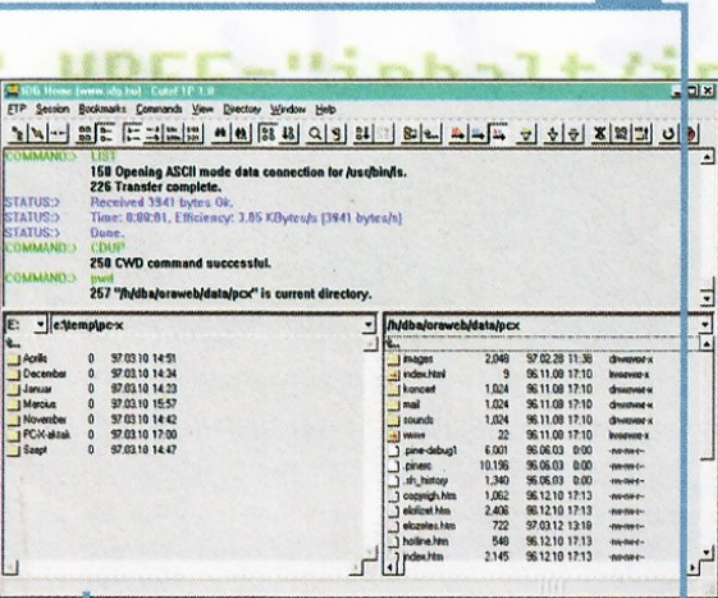 HREF="inhalt/in
IDG Home (www.idg.hu) - CuteFTP 1.8
FTP Session Bookmarks Commands View Directory Window Help
COMMAND:> LIST
150 Opening ASCII mode data connection for /usr/bin/ls.
226 Transfer complete.
STATUS:> Received 3941 bytes Ok.
STATUS:> Time: 0:00:01, Efficiency: 3,85 KBytes/s (3941 bytes/s)
STATUS:> Done.
COMMAND:> CDUP
250 CWD command successful.
COMMAND:> pwd
257 "/h/dba/oraweb/data/pcx" is current directory.
E: e:\temp\pc-x
Aprilis 0 97.03.10 14:51
December 0 97.03.10 14:34
Januar 0 97.03.10 14:23
Marcius 0 97.03.10 15:57
November 0 97.03.10 14:42
PC-X-aktak 0 97.03.10 17:00
Szept 0 97.03.10 14:47
/h/dba/oraweb/data/pcx
images 2,048 97.02.28 11:38
index.html 9 96.11.08 17:10
koncert 1,024 96.11.08 17:10
mail 1,024 96.11.08 17:10
sounds 1,024 96.11.08 17:10
22 96.11.08 17:10
.pine-debug1 6,001 96.06.03 0:00
.pinerc 10,196 96.06.03 0:00
.sh_history 1,340 96.06.03 0:00
copyrigh.htm 1,062 96.12.10 17:13
elofizet.htm 2,406 96.12.10 17:13
elozetes.htm 722 97.03.12 13:18
hotline.htm 548 96.12.10 17:13
index.htm 2,145 96.12.10 17:13